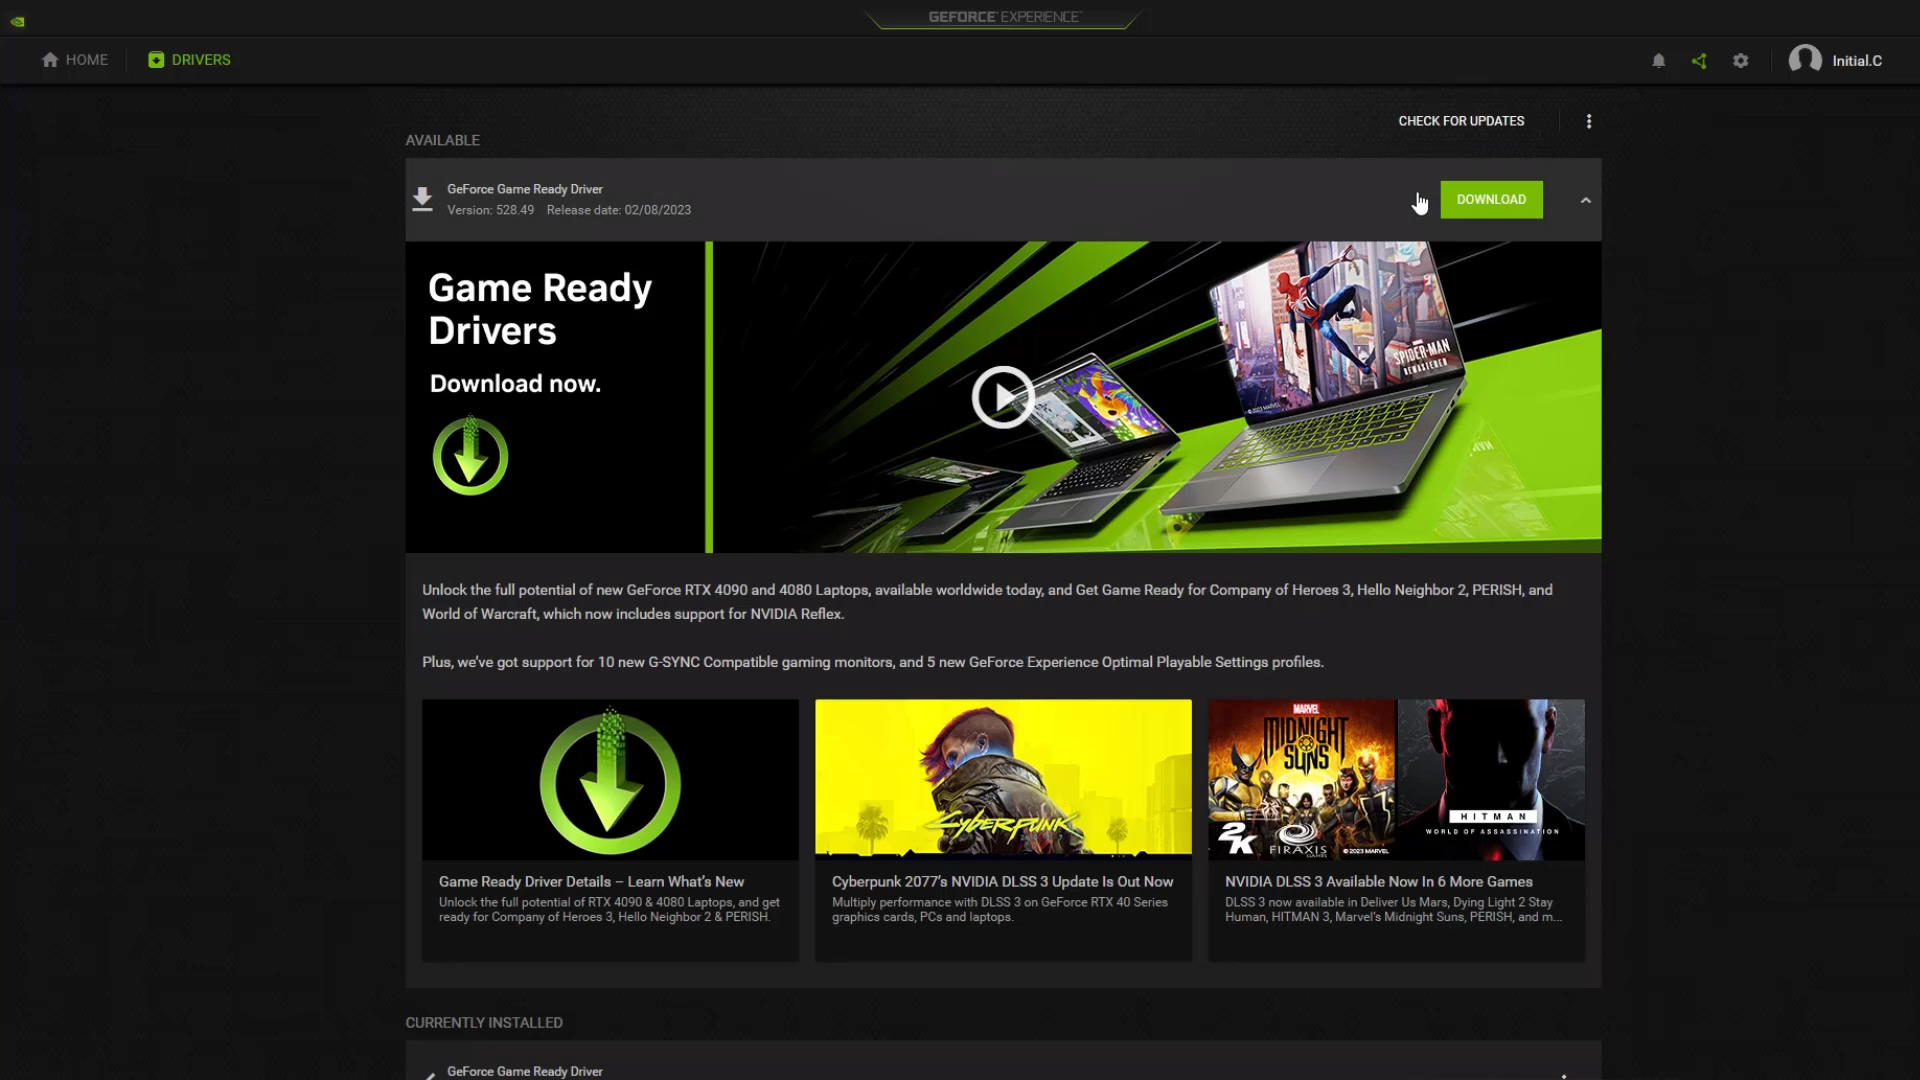 GEFORCE® EXPERIENCE™
HOME
DRIVERS
Initial.C
CHECK FOR UPDATES
AVAILABLE
GeForce Game Ready Driver
Version: 528.49 Release date: 02/08/2023
DOWNLOAD
Game Ready
Drivers
Download now.
SPIDER-MAN
REMASTERED
Unlock the full potential of new GeForce RTX 4090 and 4080 Laptops, available worldwide today, and Get Game Ready for Company of Heroes 3, Hello Neighbor 2, PERISH, and
World of Warcraft, which now includes support for NVIDIA Reflex.
Plus, we've got support for 10 new G-SYNC Compatible gaming monitors, and 5 new GeForce Experience Optimal Playable Settings profiles.
Cyberpunk
MARVEL
MIDNIGHT
SUNS
2K
FIRAXIS
GAMES
©2023 MARVEL
HITMAN
WORLD OF ASSASSINATION
Game Ready Driver Details – Learn What's New
Unlock the full potential of RTX 4090 & 4080 Laptops, and get
ready for Company of Heroes 3, Hello Neighbor 2 & PERISH.
Cyberpunk 2077's NVIDIA DLSS 3 Update Is Out Now
Multiply performance with DLSS 3 on GeForce RTX 40 Series
graphics cards, PCs and laptops.
NVIDIA DLSS 3 Available Now In 6 More Games
DLSS 3 now available in Deliver Us Mars, Dying Light 2 Stay
Human, HITMAN 3, Marvel's Midnight Suns, PERISH, and m...
CURRENTLY INSTALLED
GeForce Game Ready Driver